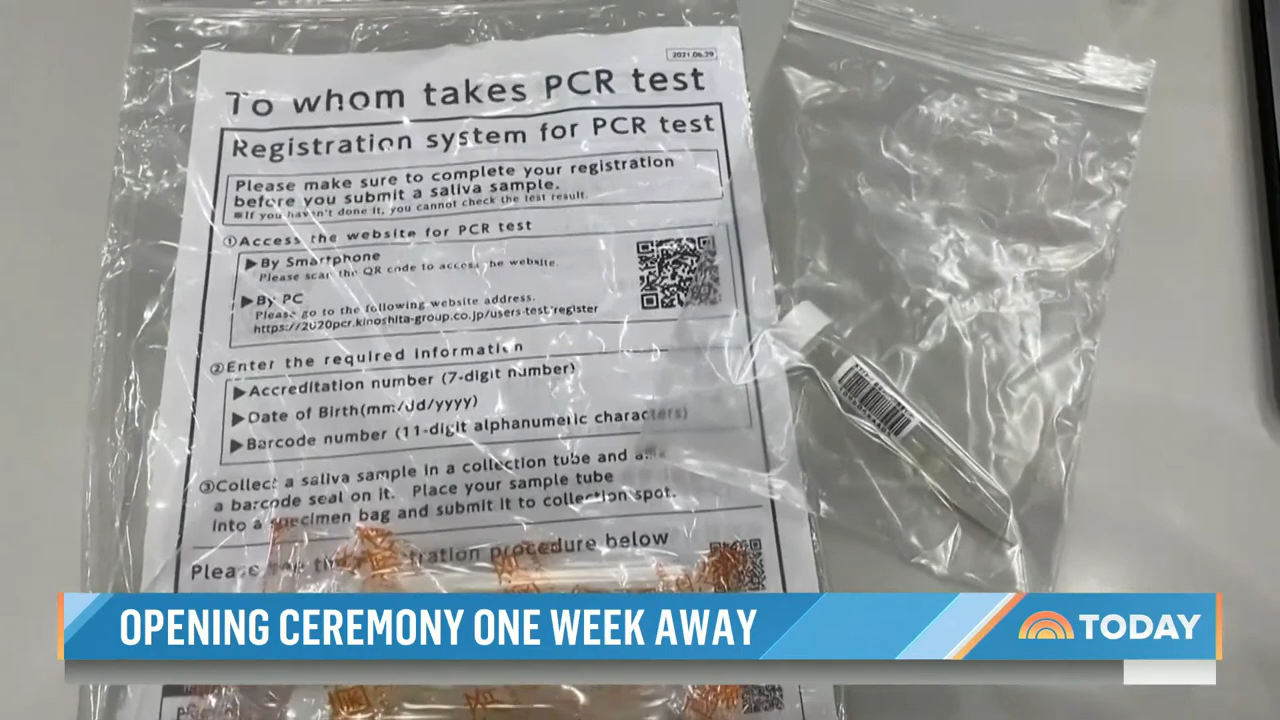 2021.06.29
To whom takes PCR test
Registration system for PCR test
Please make sure to complete your registration
before you submit a saliva sample.
※If you haven't done it, you cannot check the test result.
①Access the website for PCR test
▶By Smartphone
Please scan the QR code to access the website.
▶By PC
Please go to the following website address.
https://2020pcr.kinoshita-group.co.jp/users-test/register
②Enter the required information
▶Accreditation number (7-digit number)
▶Date of Birth(mm/dd/yyyy)
▶Barcode number (11-digit alphanumeric characters)
③Collect a saliva sample in a collection tube and
a barcode seal on it. Place your sample tube
into a specimen bag and submit it to collection spot.
Please procedure below
OPENING CEREMONY ONE WEEK AWAY
TODAY